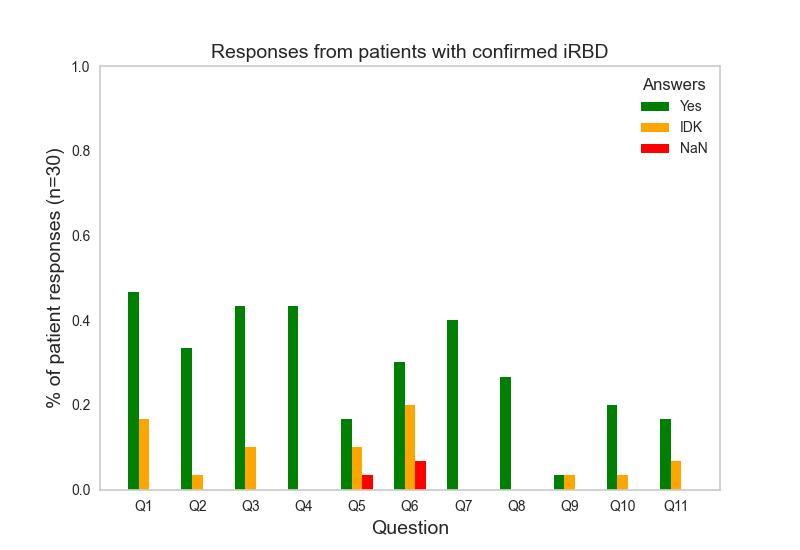 Responses from patients with confirmed iRBD
1.0
0.8
0.6
0.4
0.2
0.0
% of patient responses (n=30)
Answers
Yes
IDK
NaN
Q1 Q2 Q3 Q4 Q5 Q6 Q7 Q8 Q9 Q10 Q11
Question